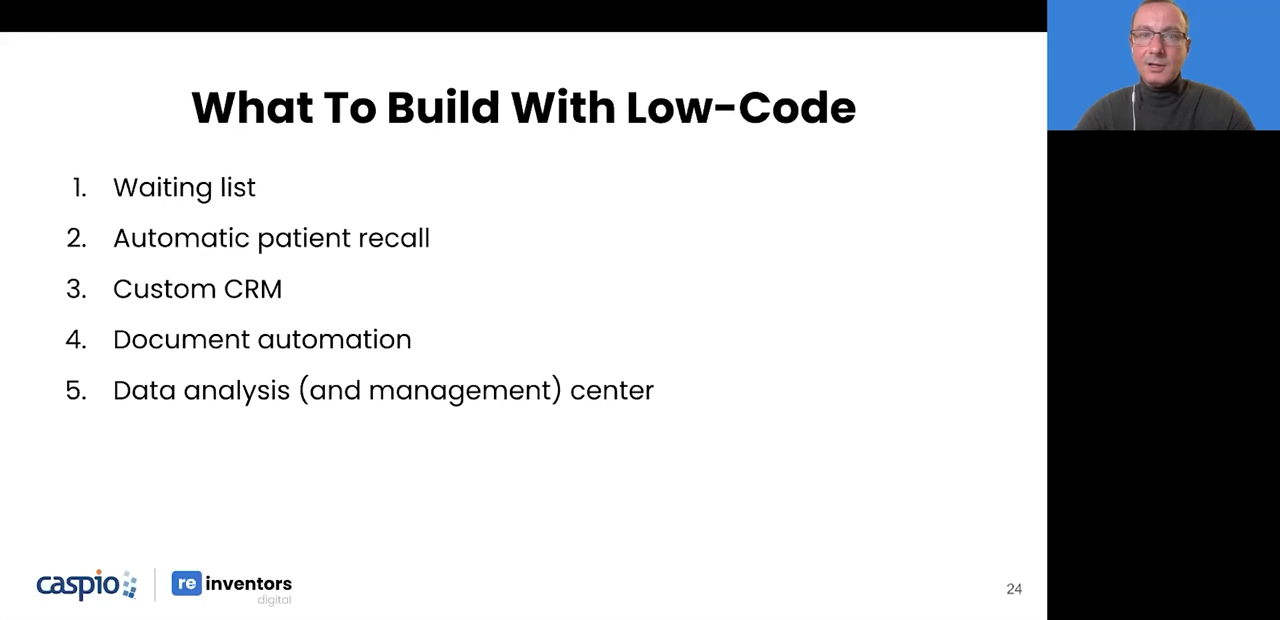 What To Build With Low-Code
1. Waiting list
2. Automatic patient recall
3. Custom CRM
4. Document automation
5. Data analysis (and management) center
caspio
re inventors
digital
24